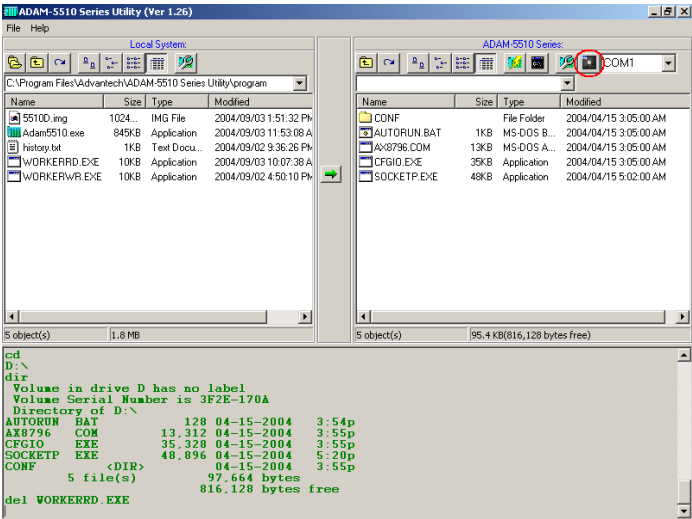 ADAM-5510 Series Utility (Ver 1.26)
File Help
Local System:
ADAM-5510 Series:
COM1
C:\Program Files\Advantech\ADAM-5510 Series Utility\program
Name Size Type Modified
5510D.img 1024... IMG File 2004/09/03 1:51:32 PM
Adam5510.exe 845KB Application 2004/09/03 11:53:08 A
history.txt 1KB Text Docu... 2004/09/02 9:36:26 PM
WORKERRD.EXE 10KB Application 2004/09/03 10:07:38 A
WORKERWR.EXE 10KB Application 2004/09/02 4:50:10 PM
Name Size Type Modified
CONF File Folder 2004/04/15 3:05:00 AM
AUTORUN.BAT 1KB MS-DOS B... 2004/04/15 3:05:00 AM
AX8796.COM 13KB MS-DOS A... 2004/04/15 3:05:00 AM
CFGIO.EXE 35KB Application 2004/04/15 3:05:00 AM
SOCKETP.EXE 48KB Application 2004/04/15 5:02:00 AM
5 object(s) 1.8 MB
5 object(s) 95.4 KB(816,128 bytes free)
cd
D:\
dir
Volume in drive D has no label
Volume Serial Number is 3F2E-170A
Directory of D:\
AUTORUN BAT 128 04-15-2004 3:54p
AX8796 COM 13,312 04-15-2004 3:55p
CFGIO EXE 35,328 04-15-2004 3:55p
SOCKETP EXE 48,896 04-15-2004 5:20p
CONF <DIR> 04-15-2004 3:55p
5 file(s) 97,664 bytes
816,128 bytes free
del WORKERRD.EXE